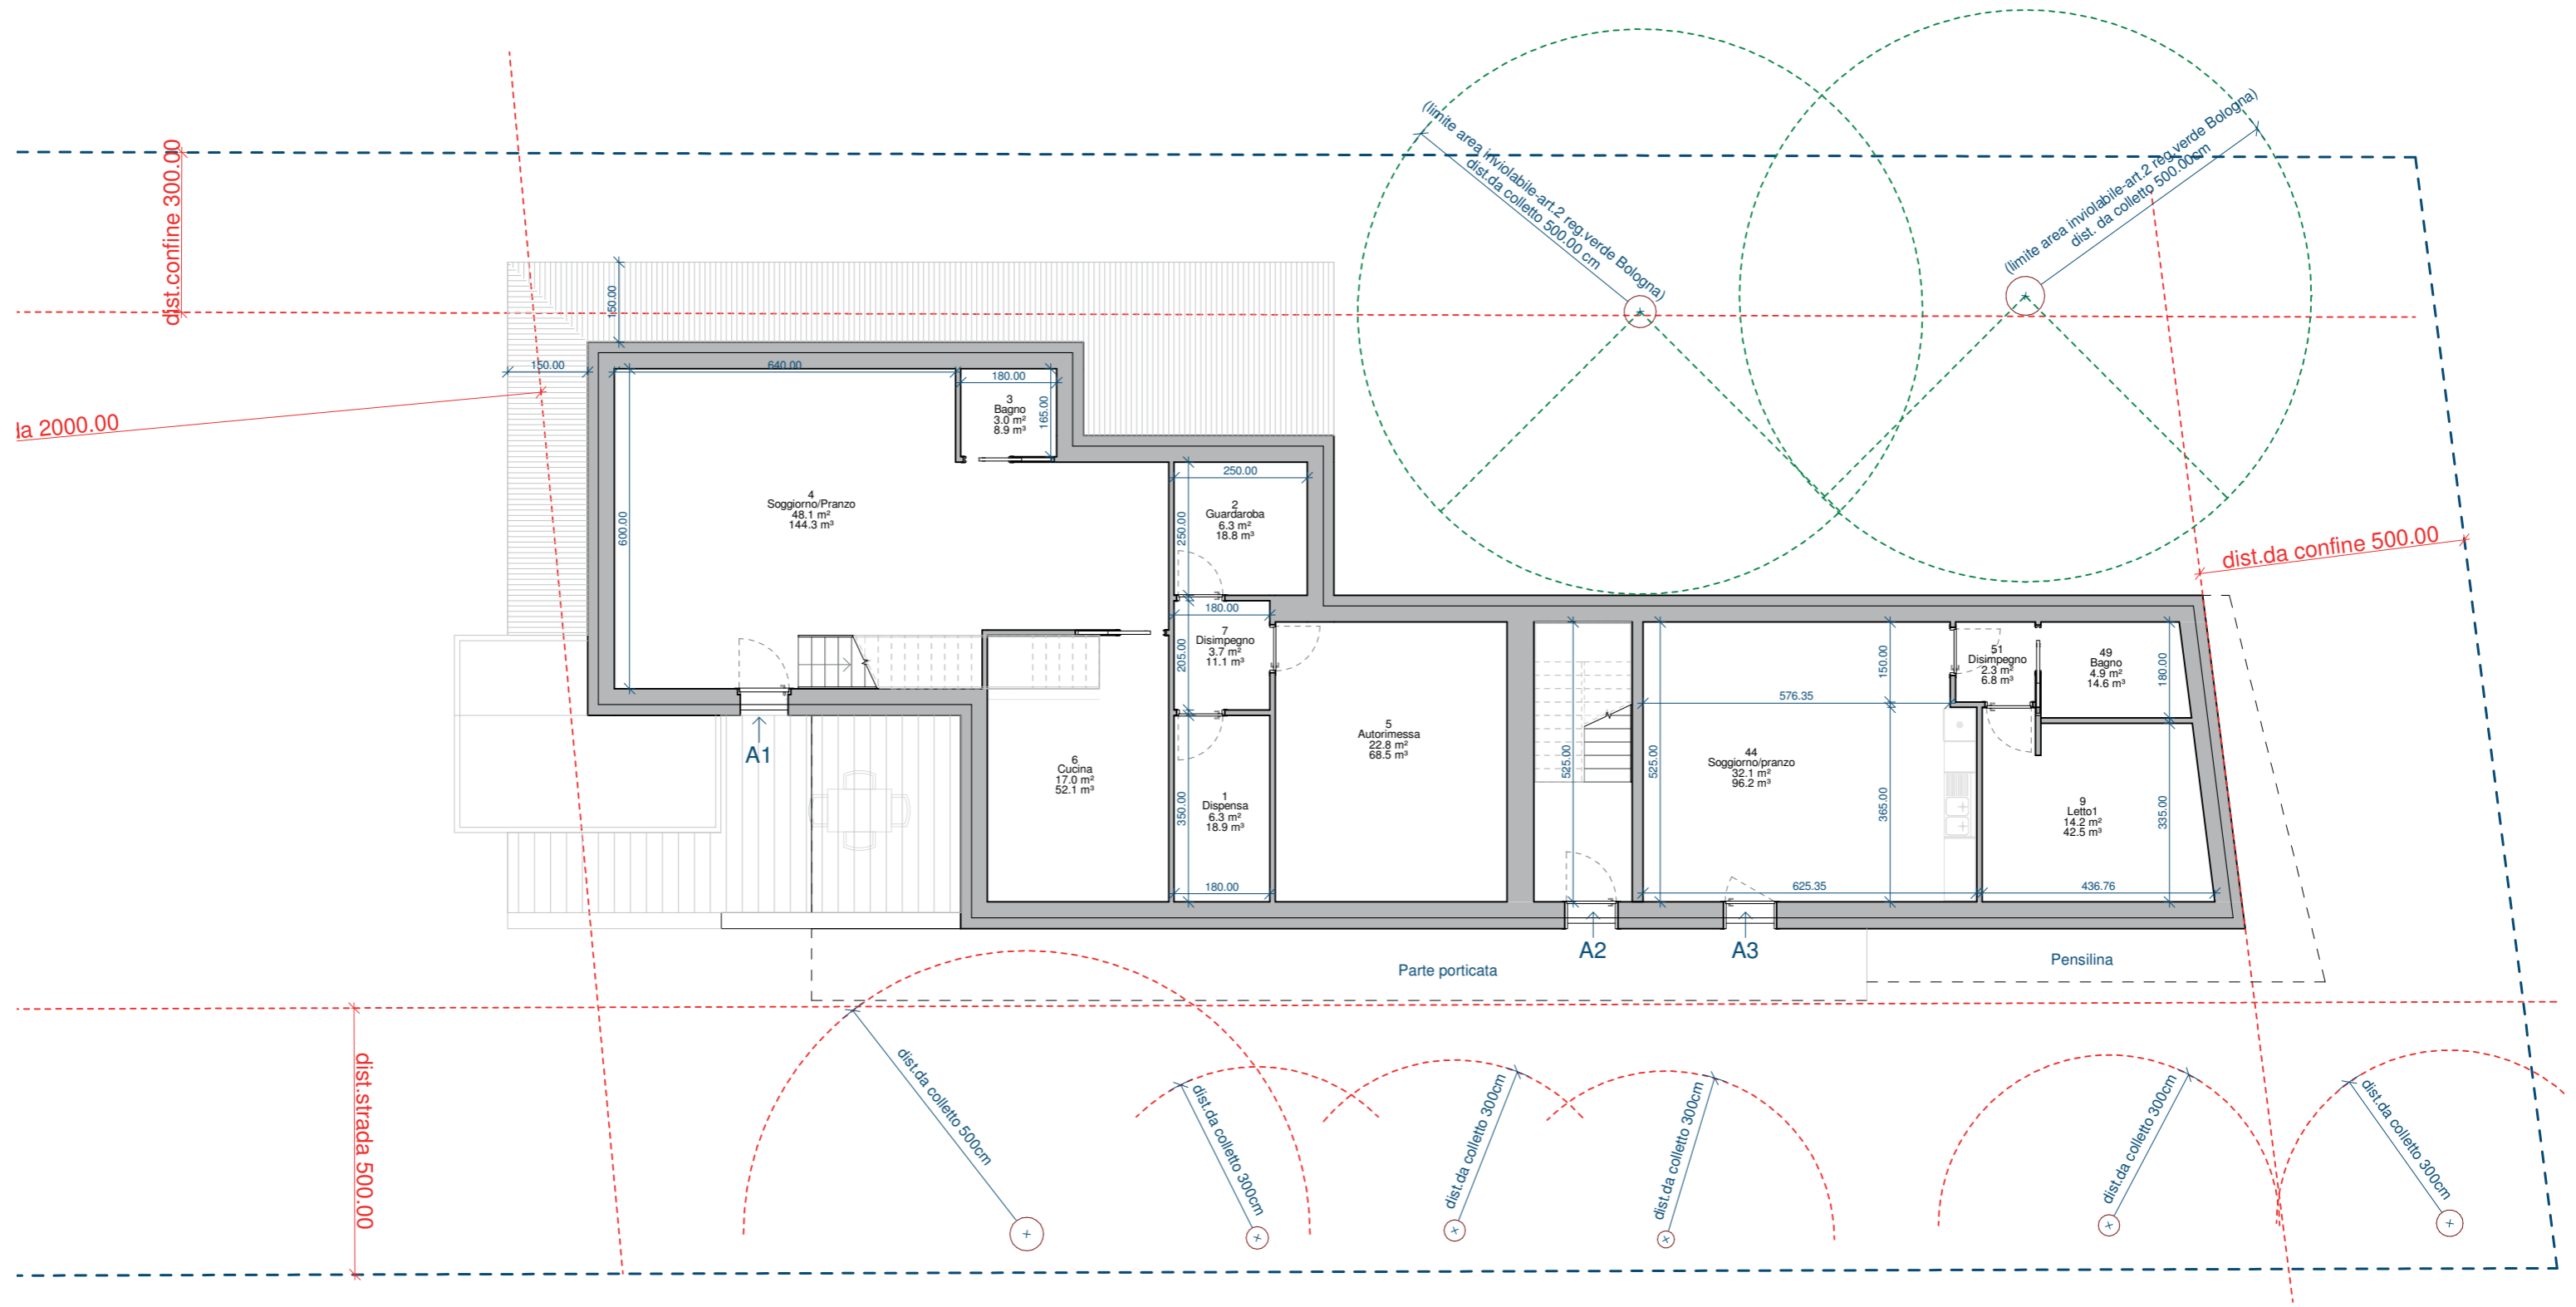 (limite area inviolabile-art.2 reg.verde Bologna)
dist.da colletto 500.00 cm
(limite area inviolabile-art.2 reg.verde Bologna)
dist. da colletto 500.00cm
dist.confine 300.00
150.00
150.00
640.00
180.00
165.00
3
Bagno
3.0 m²
8.9 m³
da 2000.00
4
Soggiorno/Pranzo
48.1 m²
144.3 m³
600.00
250.00
250.00
2
Guardaroba
6.3 m²
18.8 m³
dist.da confine 500.00
180.00
205.00
7
Disimpegno
3.7 m²
11.1 m³
150.00
51
Disimpegno
2.3 m²
6.8 m³
49
Bagno
4.9 m²
14.6 m³
180.00
576.35
A1
6
Cucina
17.0 m²
52.1 m³
350.00
1
Dispensa
6.3 m²
18.9 m³
180.00
5
Autorimessa
22.8 m²
68.5 m³
525.00
525.00
44
Soggiorno/pranzo
32.1 m²
96.2 m³
365.00
9
Letto1
14.2 m²
42.5 m³
335.00
625.35
436.76
A2
A3
Parte porticata
Pensilina
dist.strada 500.00
dist.da colletto 500cm
dist.da colletto 300cm
dist.da colletto 300cm
dist.da colletto 300cm
dist.da colletto 300cm
dist.da colletto 300cm